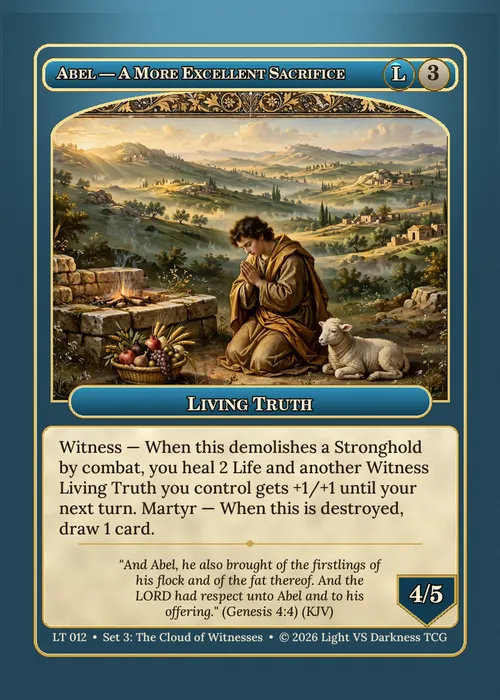 Abel — A More Excellent Sacrifice
L 3
Living Truth
Witness — When this demolishes a Stronghold
by combat, you heal 2 Life and another Witness
Living Truth you control gets +1/+1 until your
next turn. Martyr — When this is destroyed,
draw 1 card.
"And Abel, he also brought of the firstlings of
his flock and of the fat thereof. And the
LORD had respect unto Abel and to his
offering." (Genesis 4:4) (KJV)
4/5
LT 012 • Set 3: The Cloud of Witnesses • © 2026 Light VS Darkness TCG